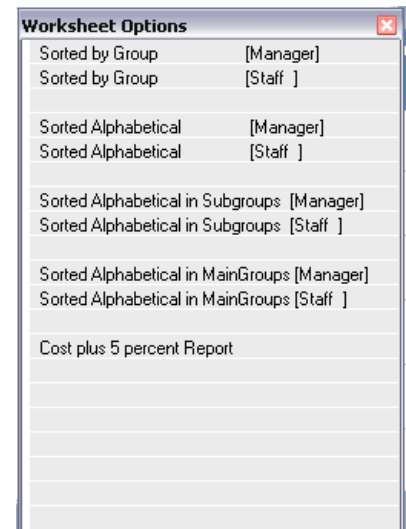 Worksheet Options
Sorted by Group [Manager]
Sorted by Group [Staff ]
Sorted Alphabetical [Manager]
Sorted Alphabetical [Staff ]
Sorted Alphabetical in Subgroups [Manager]
Sorted Alphabetical in Subgroups [Staff ]
Sorted Alphabetical in MainGroups [Manager]
Sorted Alphabetical in MainGroups [Staff ]
Cost plus 5 percent Report